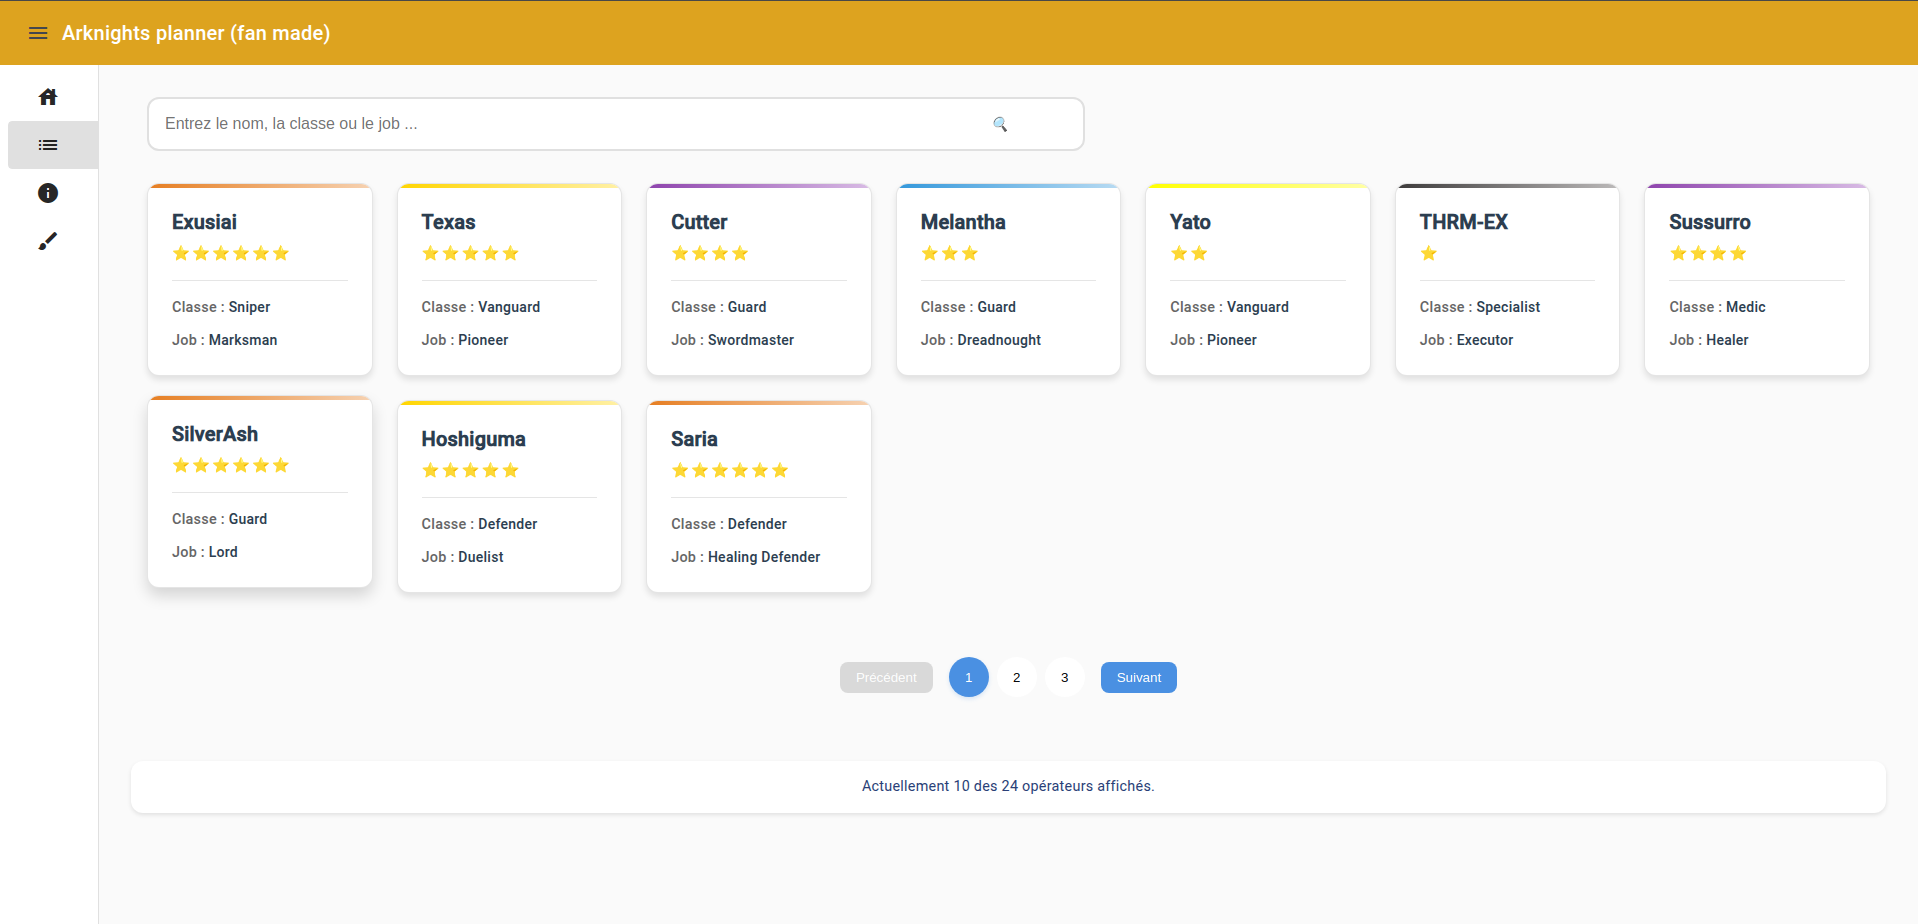 Arknights planner (fan made)
Entrez le nom, la classe ou le job ...
Exusiai
Classe : Sniper
Job : Marksman
Texas
Classe : Vanguard
Job : Pioneer
Cutter
Classe : Guard
Job : Swordmaster
Melantha
Classe : Guard
Job : Dreadnought
Yato
Classe : Vanguard
Job : Pioneer
THRM-EX
Classe : Specialist
Job : Executor
Sussurro
Classe : Medic
Job : Healer
SilverAsh
Classe : Guard
Job : Lord
Hoshiguma
Classe : Defender
Job : Duelist
Saria
Classe : Defender
Job : Healing Defender
Précédent 1 2 3 Suivant
Actuellement 10 des 24 opérateurs affichés.